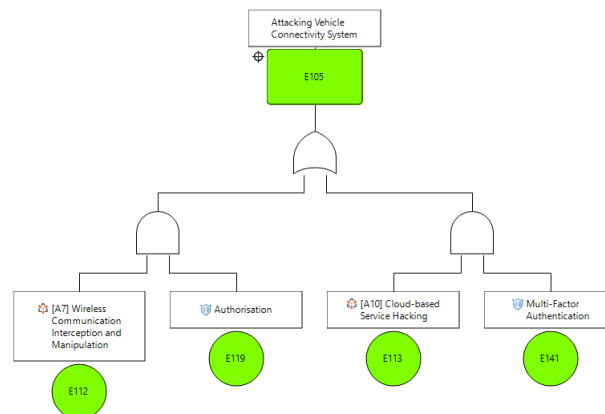 Attacking Vehicle
Connectivity System
E105
[A7] Wireless
Communication
Interception and
Manipulation
Authorisation
[A10] Cloud-based
Service Hacking
Multi-Factor
Authentication
E112
E119
E113
E141